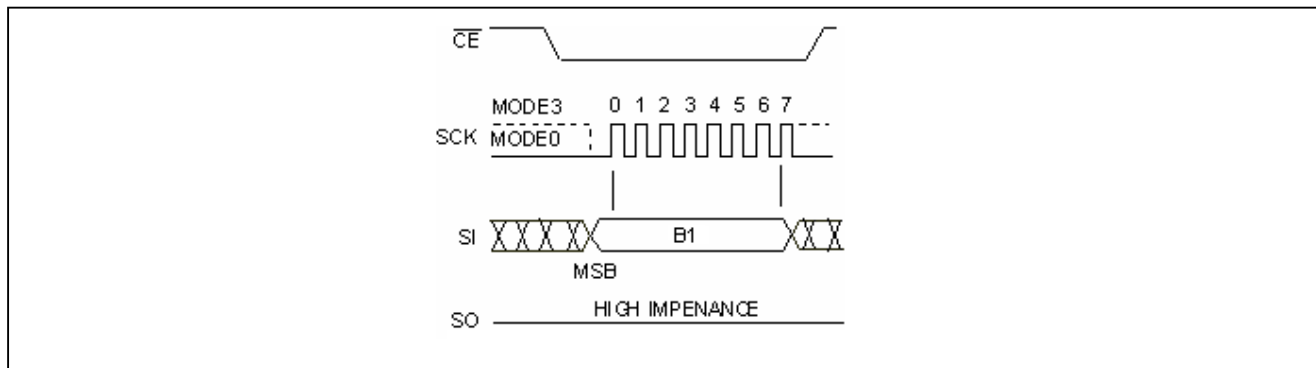 CE
MODE3 0 1 2 3 4 5 6 7
SCK MODE0
SI B1
MSB
HIGH IMPENANCE
SO